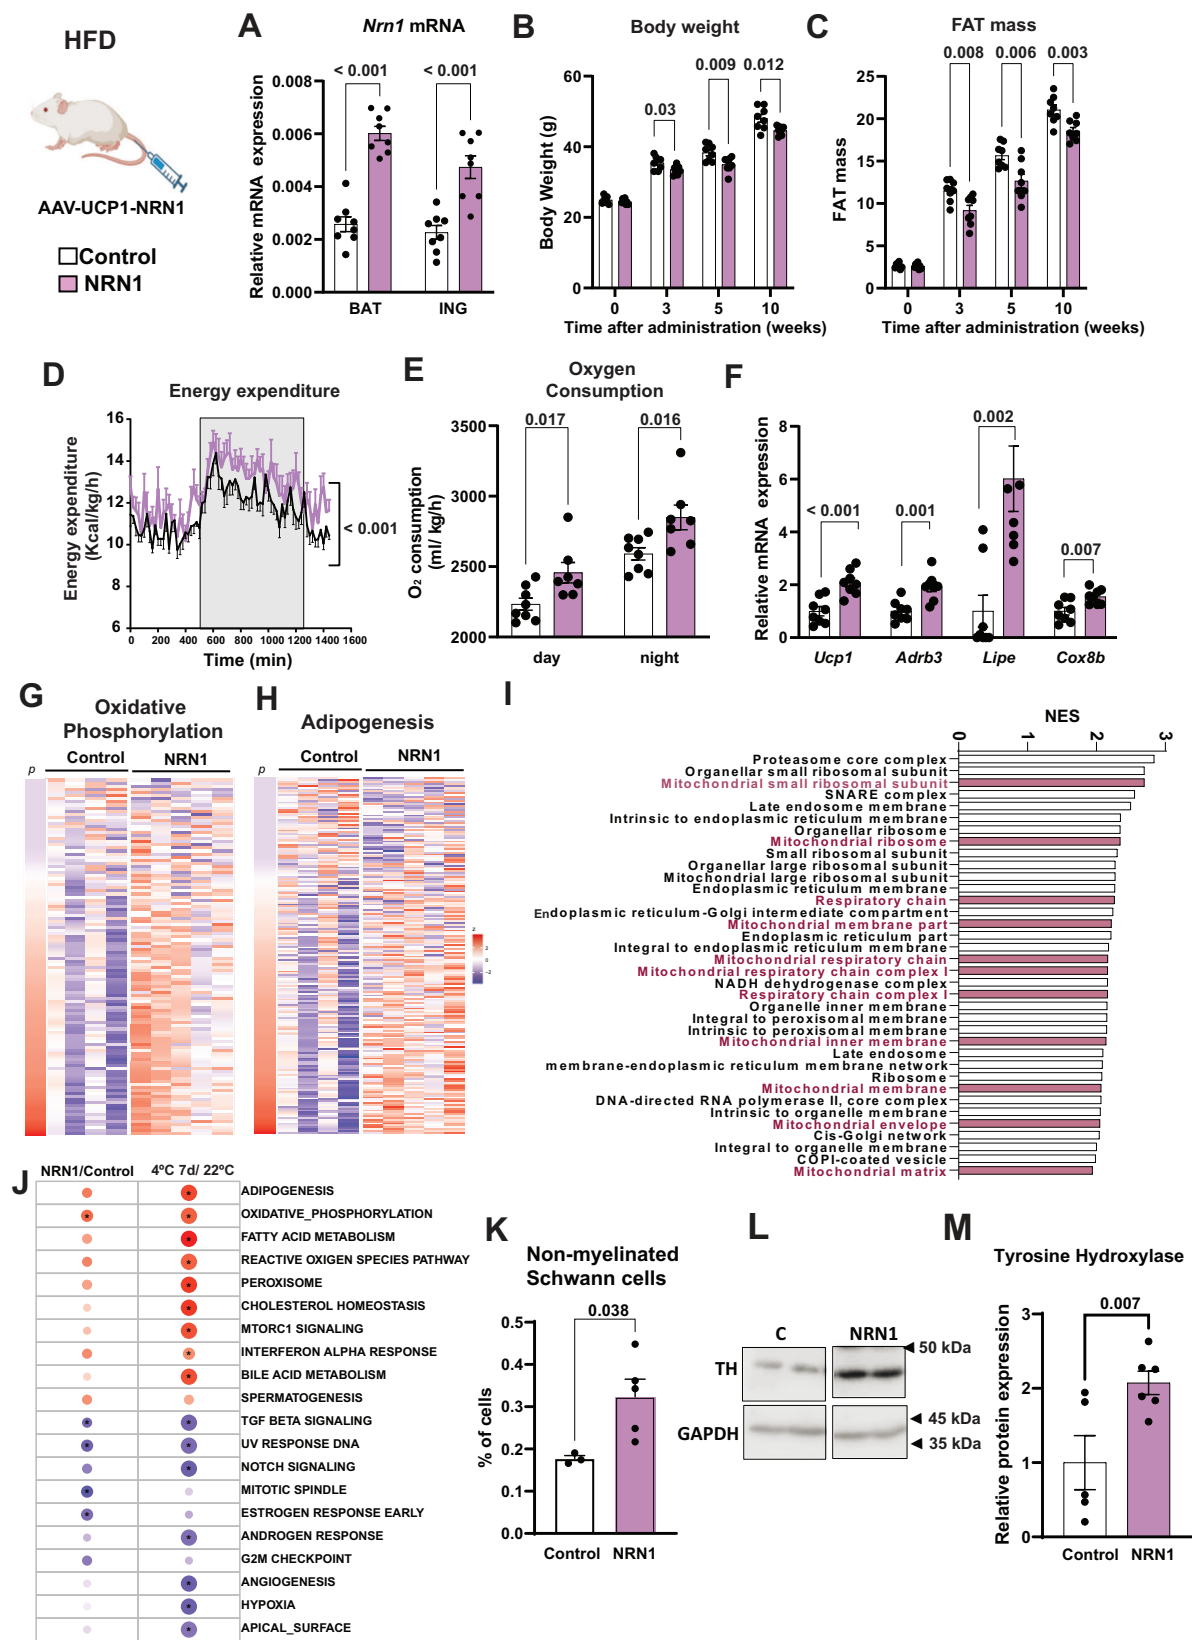 HFD
AAV-UCP1-NRN1
Control
NRN1
A
Nrn1 mRNA
< 0.001
< 0.001
Relative mRNA expression
0.008
0.006
0.004
0.002
0.000
BAT
ING
B
Body weight
0.03
0.009
0.012
Body Weight (g)
60
40
20
0
0
3
5
10
Time after administration (weeks)
C
FAT mass
0.008
0.006
0.003
FAT mass
25
20
15
10
5
0
0
3
5
10
Time after administration (weeks)
D
Energy expenditure
Energy expenditure
(Kcal/kg/h)
16
14
12
10
8
6
0
200
400
600
800
1000
1200
1400
1600
Time (min)
< 0.001
E
Oxygen
Consumption
0.017
0.016
O₂ consumption
(ml/ kg/h)
3500
3000
2500
2000
day
night
F
< 0.001
0.001
0.002
0.007
Relative mRNA expression
8
6
4
2
0
Ucp1
Adrb3
Lipe
Cox8b
G
Oxidative
Phosphorylation
p
Control
NRN1
H
Adipogenesis
p
Control
NRN1
2
0
-2
I
NES
0
1
2
3
Proteasome core complex
Organellar small ribosomal subunit
Mitochondrial small ribosomal subunit
SNARE complex
Late endosome membrane
Intrinsic to endoplasmic reticulum membrane
Organellar ribosome
Mitochondrial ribosome
Small ribosomal subunit
Organellar large ribosomal subunit
Mitochondrial large ribosomal subunit
Endoplasmic reticulum membrane
Respiratory chain
Endoplasmic reticulum-Golgi intermediate compartment
Mitochondrial membrane part
Endoplasmic reticulum part
Integral to endoplasmic reticulum membrane
Mitochondrial respiratory chain
Mitochondrial respiratory chain complex I
NADH dehydrogenase complex
Respiratory chain complex I
Organelle inner membrane
Integral to peroxisomal membrane
Intrinsic to peroxisomal membrane
Mitochondrial inner membrane
Late endosome
membrane-endoplasmic reticulum membrane network
Ribosome
Mitochondrial membrane
DNA-directed RNA polymerase II, core complex
Intrinsic to organelle membrane
Mitochondrial envelope
Cis-Golgi network
Integral to organelle membrane
COPI-coated vesicle
Mitochondrial matrix
J
NRN1/Control
4ºC 7d/ 22ºC
ADIPOGENESIS
OXIDATIVE_PHOSPHORYLATION
FATTY ACID METABOLISM
REACTIVE OXIGEN SPECIES PATHWAY
PEROXISOME
CHOLESTEROL HOMEOSTASIS
MTORC1 SIGNALING
INTERFERON ALPHA RESPONSE
BILE ACID METABOLISM
SPERMATOGENESIS
TGF BETA SIGNALING
UV RESPONSE DNA
NOTCH SIGNALING
MITOTIC SPINDLE
ESTROGEN RESPONSE EARLY
ANDROGEN RESPONSE
G2M CHECKPOINT
ANGIOGENESIS
HYPOXIA
APICAL_SURFACE
K
Non-myelinated
Schwann cells
0.038
% of cells
0.5
0.4
0.3
0.2
0.1
0.0
Control
NRN1
L
C
NRN1
TH
GAPDH
50 kDa
45 kDa
35 kDa
M
Tyrosine Hydroxylase
0.007
Relative protein expression
3
2
1
0
Control
NRN1